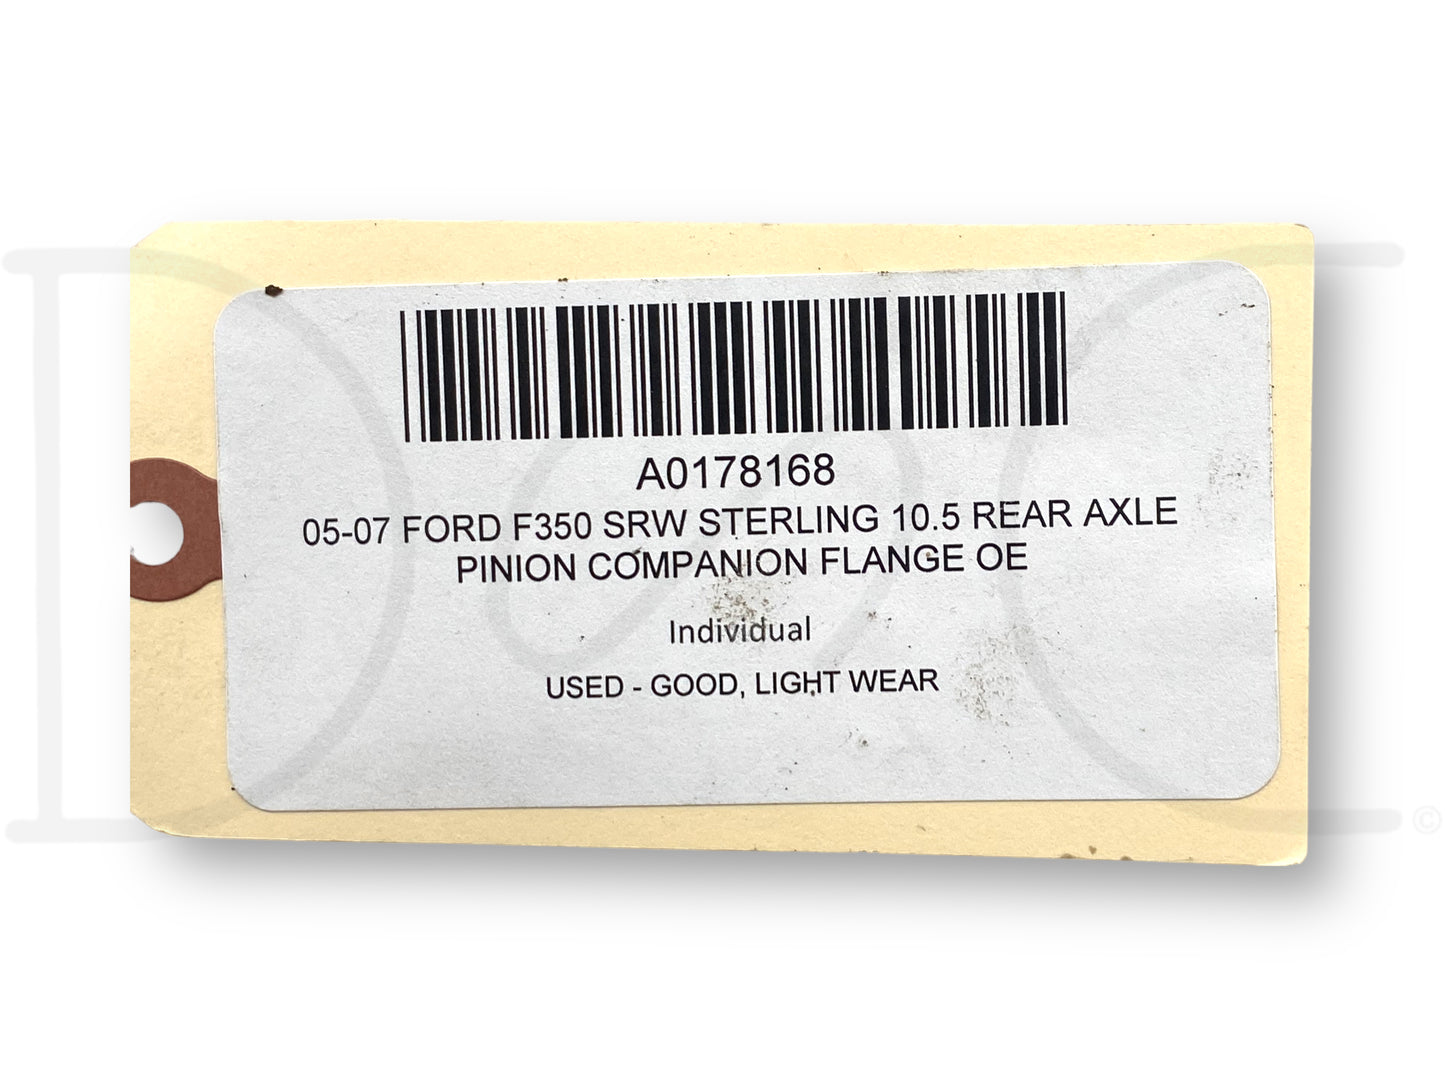 A0178168
05-07 FORD F350 SRW STERLING 10.5 REAR AXLE
PINION COMPANION FLANGE OE
Individual
USED - GOOD, LIGHT WEAR
©